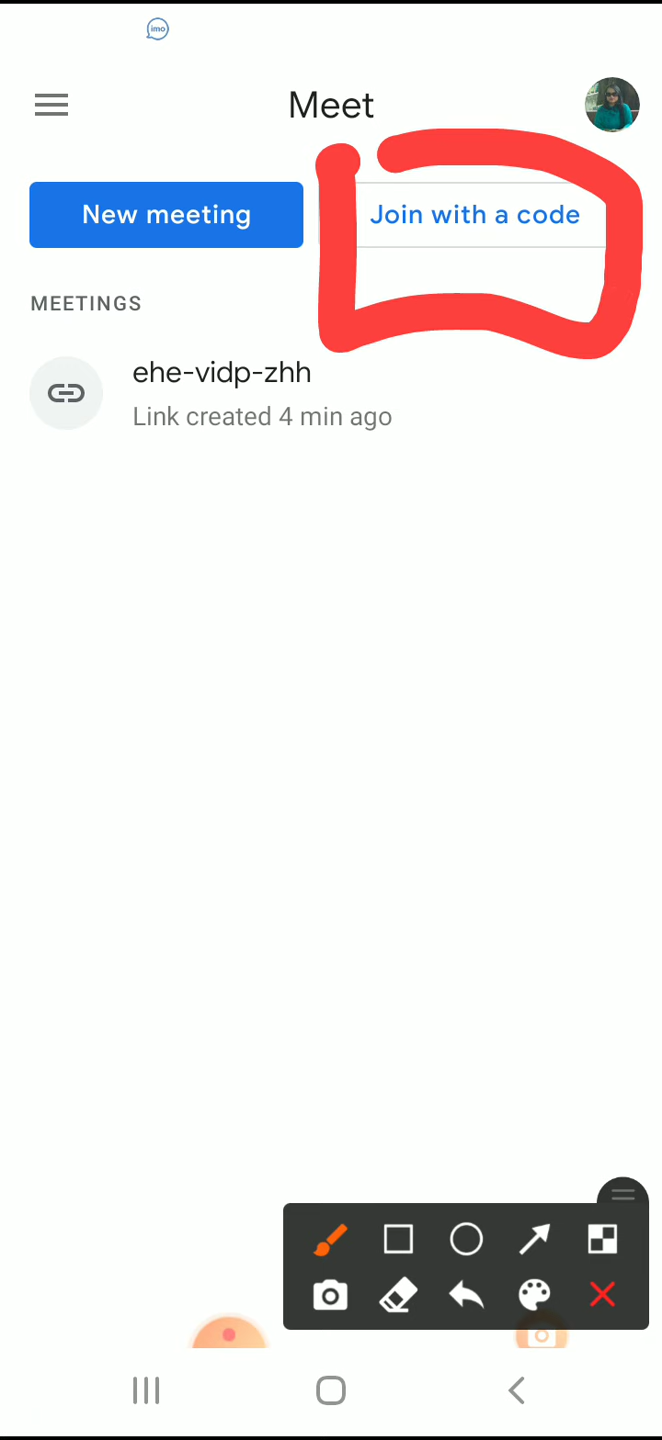 imo
Meet
New meeting
Join with a code
MEETINGS
ehe-vidp-zhh
Link created 4 min ago